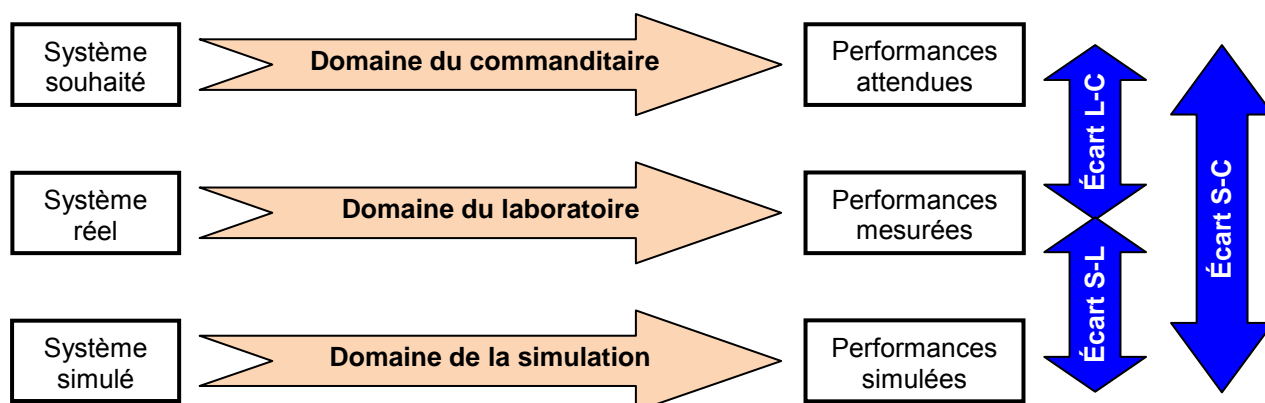 Système
souhaité
Domaine du commanditaire
Performances
attendues
Écart L-C
Écart S-C
Système
réel
Domaine du laboratoire
Performances
mesurées
Écart S-L
Système
simulé
Domaine de la simulation
Performances
simulées